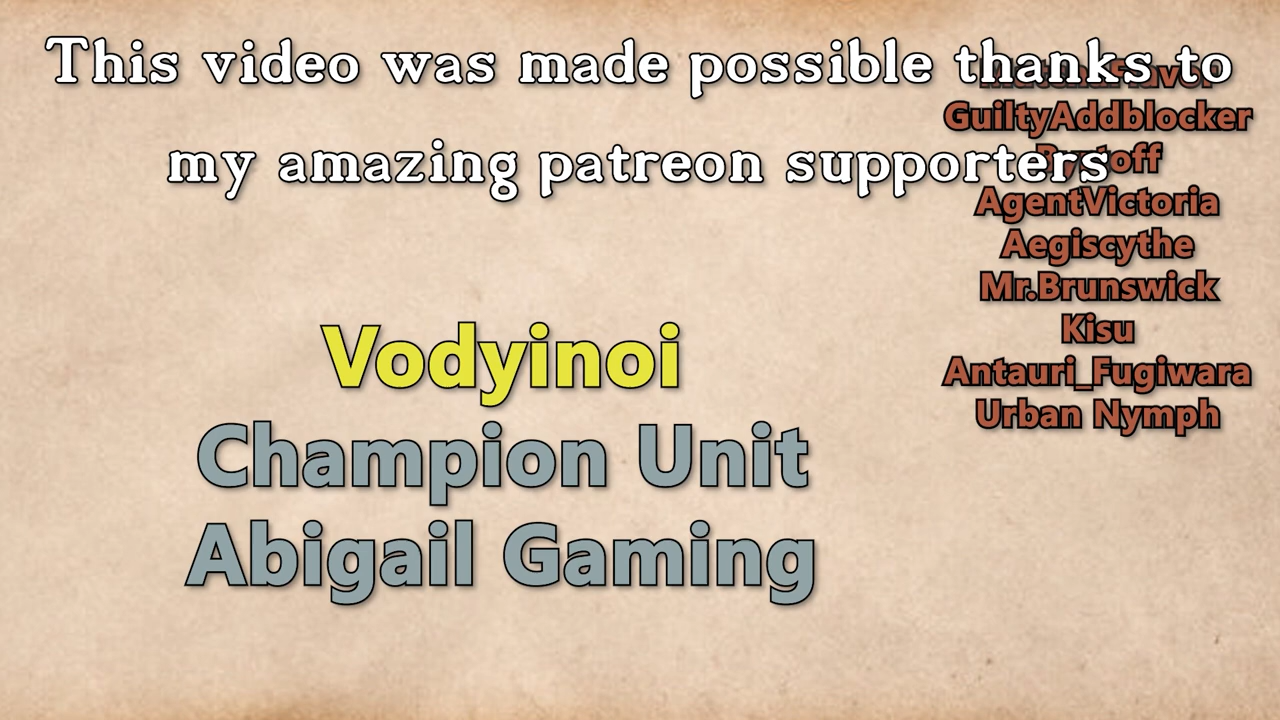 This video was made possible thanks to
my amazing patreon supporters
Vodyinoi
Champion Unit
Abigail Gaming
GuiltyAddblocker
AgentVictoria
Aegiscythe
Mr.Brunswick
Kisu
Antauri_Fugiwara
Urban Nymph